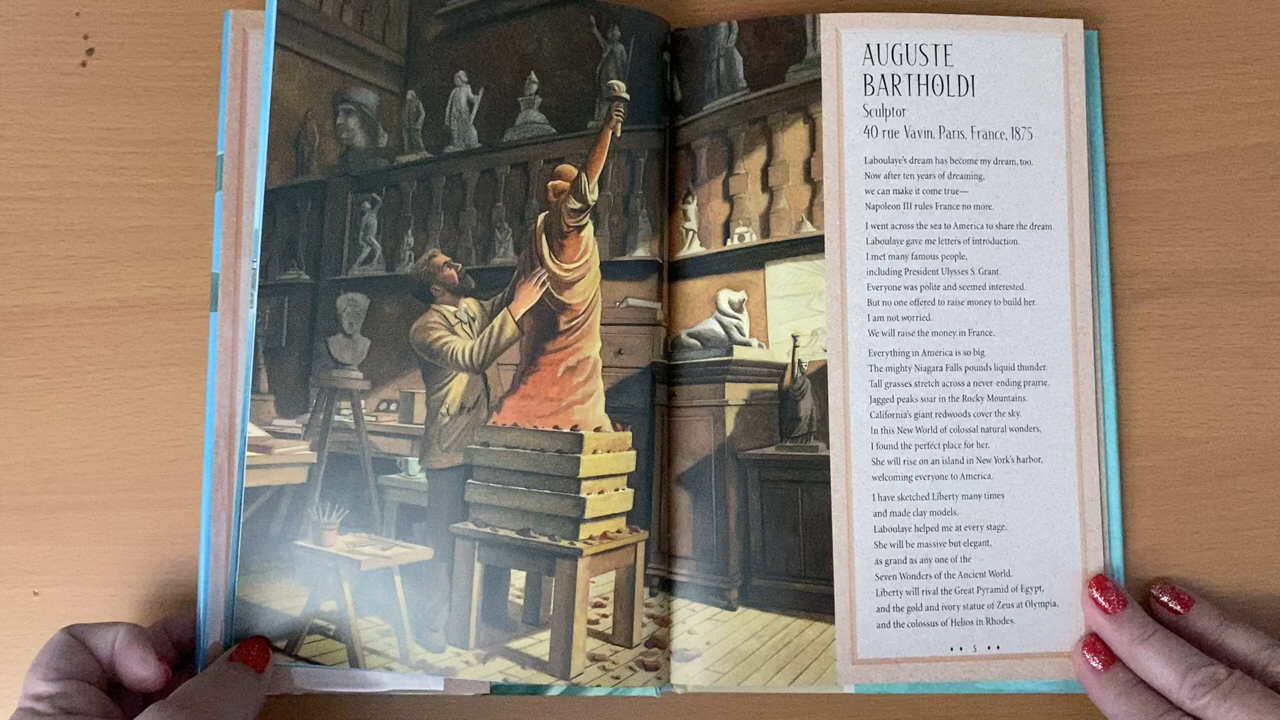 AUGUSTE
BARTHOLDI
Sculptor
40 rue Vavin, Paris, France, 1875
Laboulaye's dream has become my dream, too.
Now after ten years of dreaming,
we can make it come true—
Napoleon III rules France no more.
I went across the sea to America to share the dream.
Laboulaye gave me letters of introduction.
I met many famous people,
including President Ulysses S. Grant.
Everyone was polite and seemed interested.
But no one offered to raise money to build her.
I am not worried.
We will raise the money in France.
Everything in America is so big.
The mighty Niagara Falls pounds liquid thunder.
Tall grasses stretch across a never-ending prairie.
Jagged peaks soar in the Rocky Mountains.
California's giant redwoods cover the sky.
In this New World of colossal natural wonders,
I found the perfect place for her.
She will rise on an island in New York's harbor,
welcoming everyone to America.
I have sketched Liberty many times
and made clay models.
Laboulaye helped me at every stage.
She will be massive but elegant,
as grand as any one of the
Seven Wonders of the Ancient World.
Liberty will rival the Great Pyramid of Egypt,
and the gold and ivory statue of Zeus at Olympia,
and the colossus of Helios in Rhodes.
5